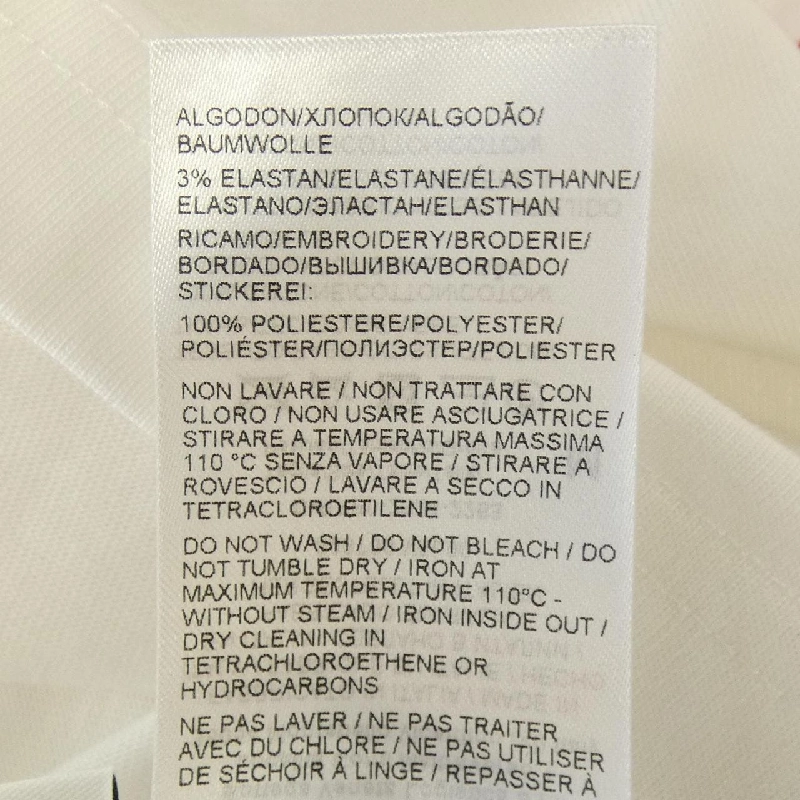 ALGODON/ХЛОПОК/ALGODÃO/
BAUMWOLLE
3% ELASTAN/ELASTANE/ÉLASTHANNE/
ELASTANO/ЭЛАСТАН/ELASTHAN
RICAMO/EMBROIDERY/BRODERIE/
BORDADO/ВЫШИВКА/BORDADO/
STICKEREI:
100% POLIESTERE/POLYESTER/
POLIÉSTER/ПОЛИЭСТЕР/POLIESTER
NON LAVARE / NON TRATTARE CON
CLORO / NON USARE ASCIUGATRICE /
STIRARE A TEMPERATURA MASSIMA
110 °C SENZA VAPORE / STIRARE A
ROVESCIO / LAVARE A SECCO IN
TETRACLOROETILENE
DO NOT WASH / DO NOT BLEACH / DO
NOT TUMBLE DRY / IRON AT
MAXIMUM TEMPERATURE 110°C -
WITHOUT STEAM / IRON INSIDE OUT /
DRY CLEANING IN
TETRACHLOROETHENE OR
HYDROCARBONS
NE PAS LAVER / NE PAS TRAITER
AVEC DU CHLORE / NE PAS UTILISER
DE SÉCHOIR À LINGE / REPASSER À